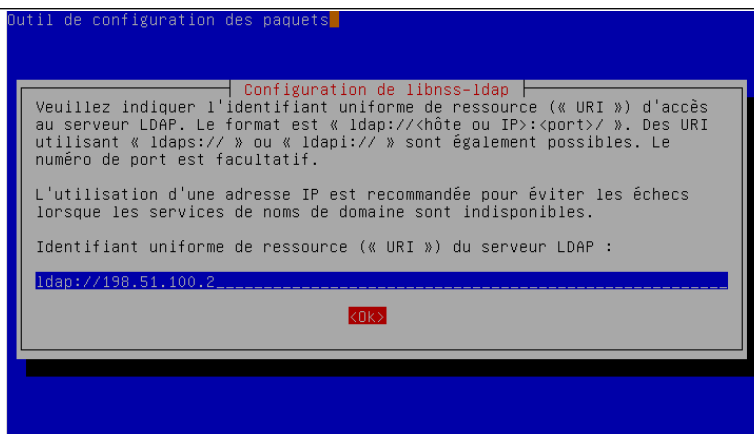 Outil de configuration des paquets
Configuration de libnss-ldap
Veuillez indiquer l'identifiant uniforme de ressource (« URI ») d'accès
au serveur LDAP. Le format est « ldap://<hôte ou IP>:<port>/ ». Des URI
utilisant « ldaps:// » ou « ldapi:// » sont également possibles. Le
numéro de port est facultatif.
L'utilisation d'une adresse IP est recommandée pour éviter les échecs
lorsque les services de noms de domaine sont indisponibles.
Identifiant uniforme de ressource (« URI ») du serveur LDAP :
ldap://198.51.100.2
<Ok>